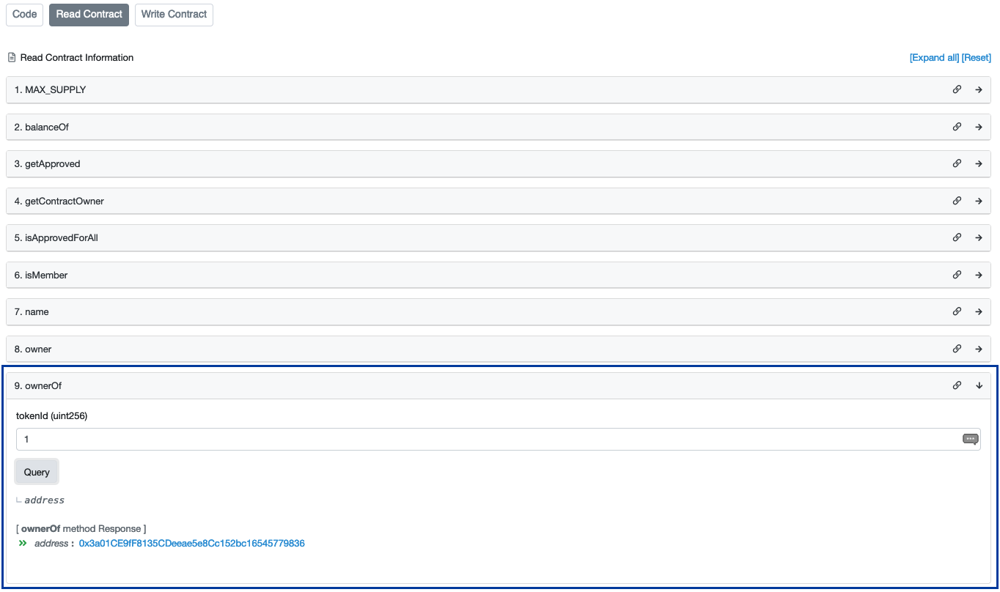 Code Read Contract Write Contract
Read Contract Information [Expand all] [Reset]
1. MAX_SUPPLY
2. balanceOf
3. getApproved
4. getContractOwner
5. isApprovedForAll
6. isMember
7. name
8. owner
9. ownerOf
tokenId (uint256)
1
Query
address
[ ownerOf method Response ]
address : 0x3a01CE9fF8135CDeeae5e8Cc152bc16545779836